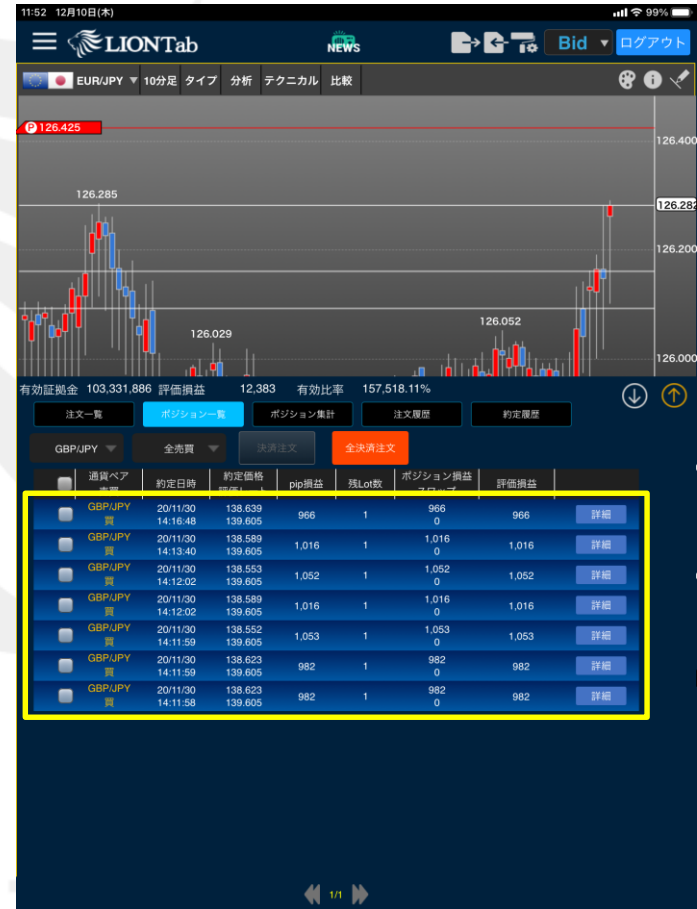 11:52 12月10日(木) 99%
LIONTab NEWS Bid ▼ ログアウト
EUR/JPY ▼ 10分足 タイプ 分析 テクニカル 比較
P 126.425
126.400
126.285
126.282
126.200
126.029
126.052
126.000
有効証拠金 103,331,886 評価損益 12,383 有効比率 157,518.11%
注文一覧 ポジション一覧 ポジション集計 注文履歴 約定履歴
GBP/JPY 全売買 決済注文 全決済注文
通貨ペア 約定日時 約定価格 pip損益 残Lot数 ポジション損益 評価損益
売買 評価レート スワップ
GBP/JPY 20/11/30 138.639 966 1 966 966 詳細
買 14:16:48 139.605 0
GBP/JPY 20/11/30 138.589 1,016 1 1,016 1,016 詳細
買 14:13:40 139.605 0
GBP/JPY 20/11/30 138.553 1,052 1 1,052 1,052 詳細
買 14:12:02 139.605 0
GBP/JPY 20/11/30 138.589 1,016 1 1,016 1,016 詳細
買 14:12:02 139.605 0
GBP/JPY 20/11/30 138.552 1,053 1 1,053 1,053 詳細
買 14:11:59 139.605 0
GBP/JPY 20/11/30 138.623 982 1 982 982 詳細
買 14:11:59 139.605 0
GBP/JPY 20/11/30 138.623 982 1 982 982 詳細
買 14:11:58 139.605 0
1/1